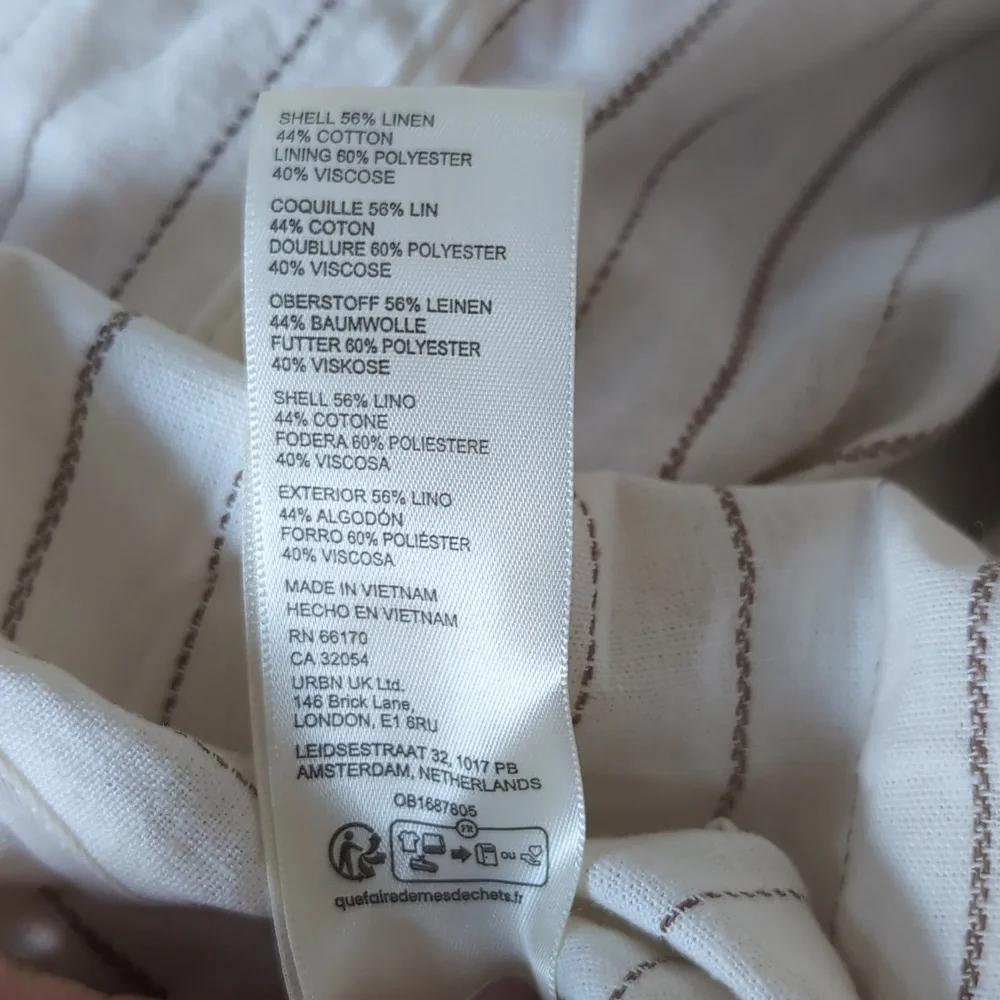 SHELL 56% LINEN
44% COTTON
LINING 60% POLYESTER
40% VISCOSE
COQUILLE 56% LIN
44% COTON
DOUBLURE 60% POLYESTER
40% VISCOSE
OBERSTOFF 56% LEINEN
44% BAUMWOLLE
FUTTER 60% POLYESTER
40% VISKOSE
SHELL 56% LINO
44% COTONE
FODERA 60% POLIESTERE
40% VISCOSA
EXTERIOR 56% LINO
44% ALGODÓN
FORRO 60% POLIÉSTER
40% VISCOSA
MADE IN VIETNAM
HECHO EN VIETNAM
RN 66170
CA 32054
URBN UK Ltd.
146 Brick Lane,
LONDON, E1 6RU
LEIDSESTRAAT 32, 1017 PB
AMSTERDAM, NETHERLANDS
OB1687805
FR
OU
quefairedemesdechets.fr